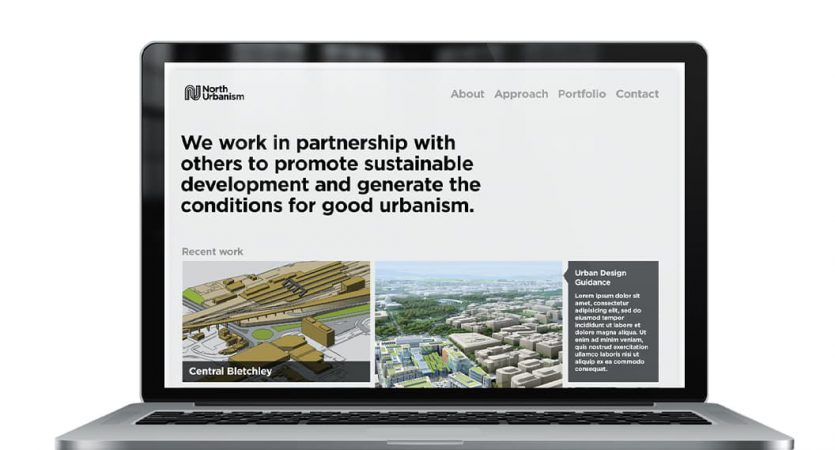 North
Urbanism
About Approach Portfolio Contact
We work in partnership with
others to promote sustainable
development and generate the
conditions for good urbanism.
Recent work
Central Bletchley
Urban Design
Guidance
Lorem ipsum dolor sit
amet, consectetur
adipisicing elit, sed do
eiusmod tempor
incididunt ut labore et
dolore magna aliqua. Ut
enim ad minim veniam,
quis nostrud exercitation
ullamco laboris nisi ut
aliquip ex ea commodo
consequat.